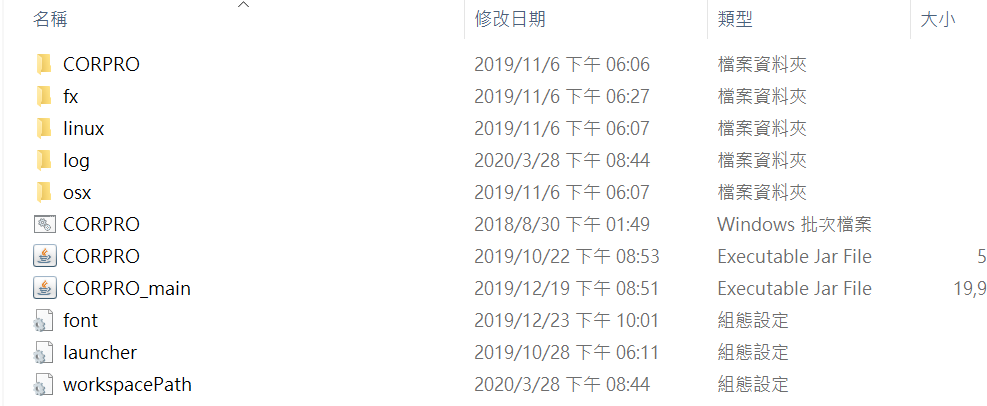 名稱 修改日期 類型 大小
CORPRO 2019/11/6 下午 06:06 檔案資料夾
fx 2019/11/6 下午 06:27 檔案資料夾
linux 2019/11/6 下午 06:07 檔案資料夾
log 2020/3/28 下午 08:44 檔案資料夾
osx 2019/11/6 下午 06:07 檔案資料夾
CORPRO 2018/8/30 下午 01:49 Windows 批次檔案
CORPRO 2019/10/22 下午 08:53 Executable Jar File 5
CORPRO_main 2019/12/19 下午 08:51 Executable Jar File 19,9
font 2019/12/23 下午 10:01 組態設定
launcher 2019/10/28 下午 06:11 組態設定
workspacePath 2020/3/28 下午 08:44 組態設定